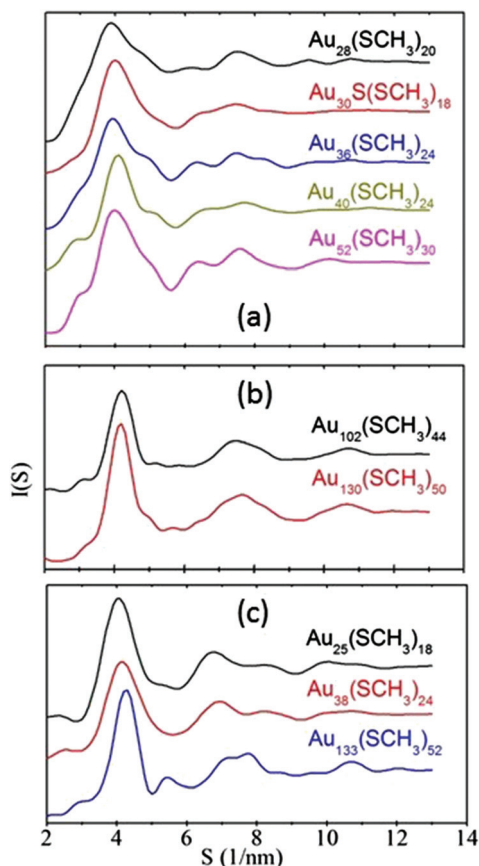 Au28(SCH3)20
Au30S(SCH3)18
Au36(SCH3)24
Au40(SCH3)24
Au52(SCH3)30
(a)
(b)
Au102(SCH3)44
Au130(SCH3)50
I(S)
(c)
Au25(SCH3)18
Au38(SCH3)24
Au133(SCH3)52
2 4 6 8 10 12 14
S (1/nm)